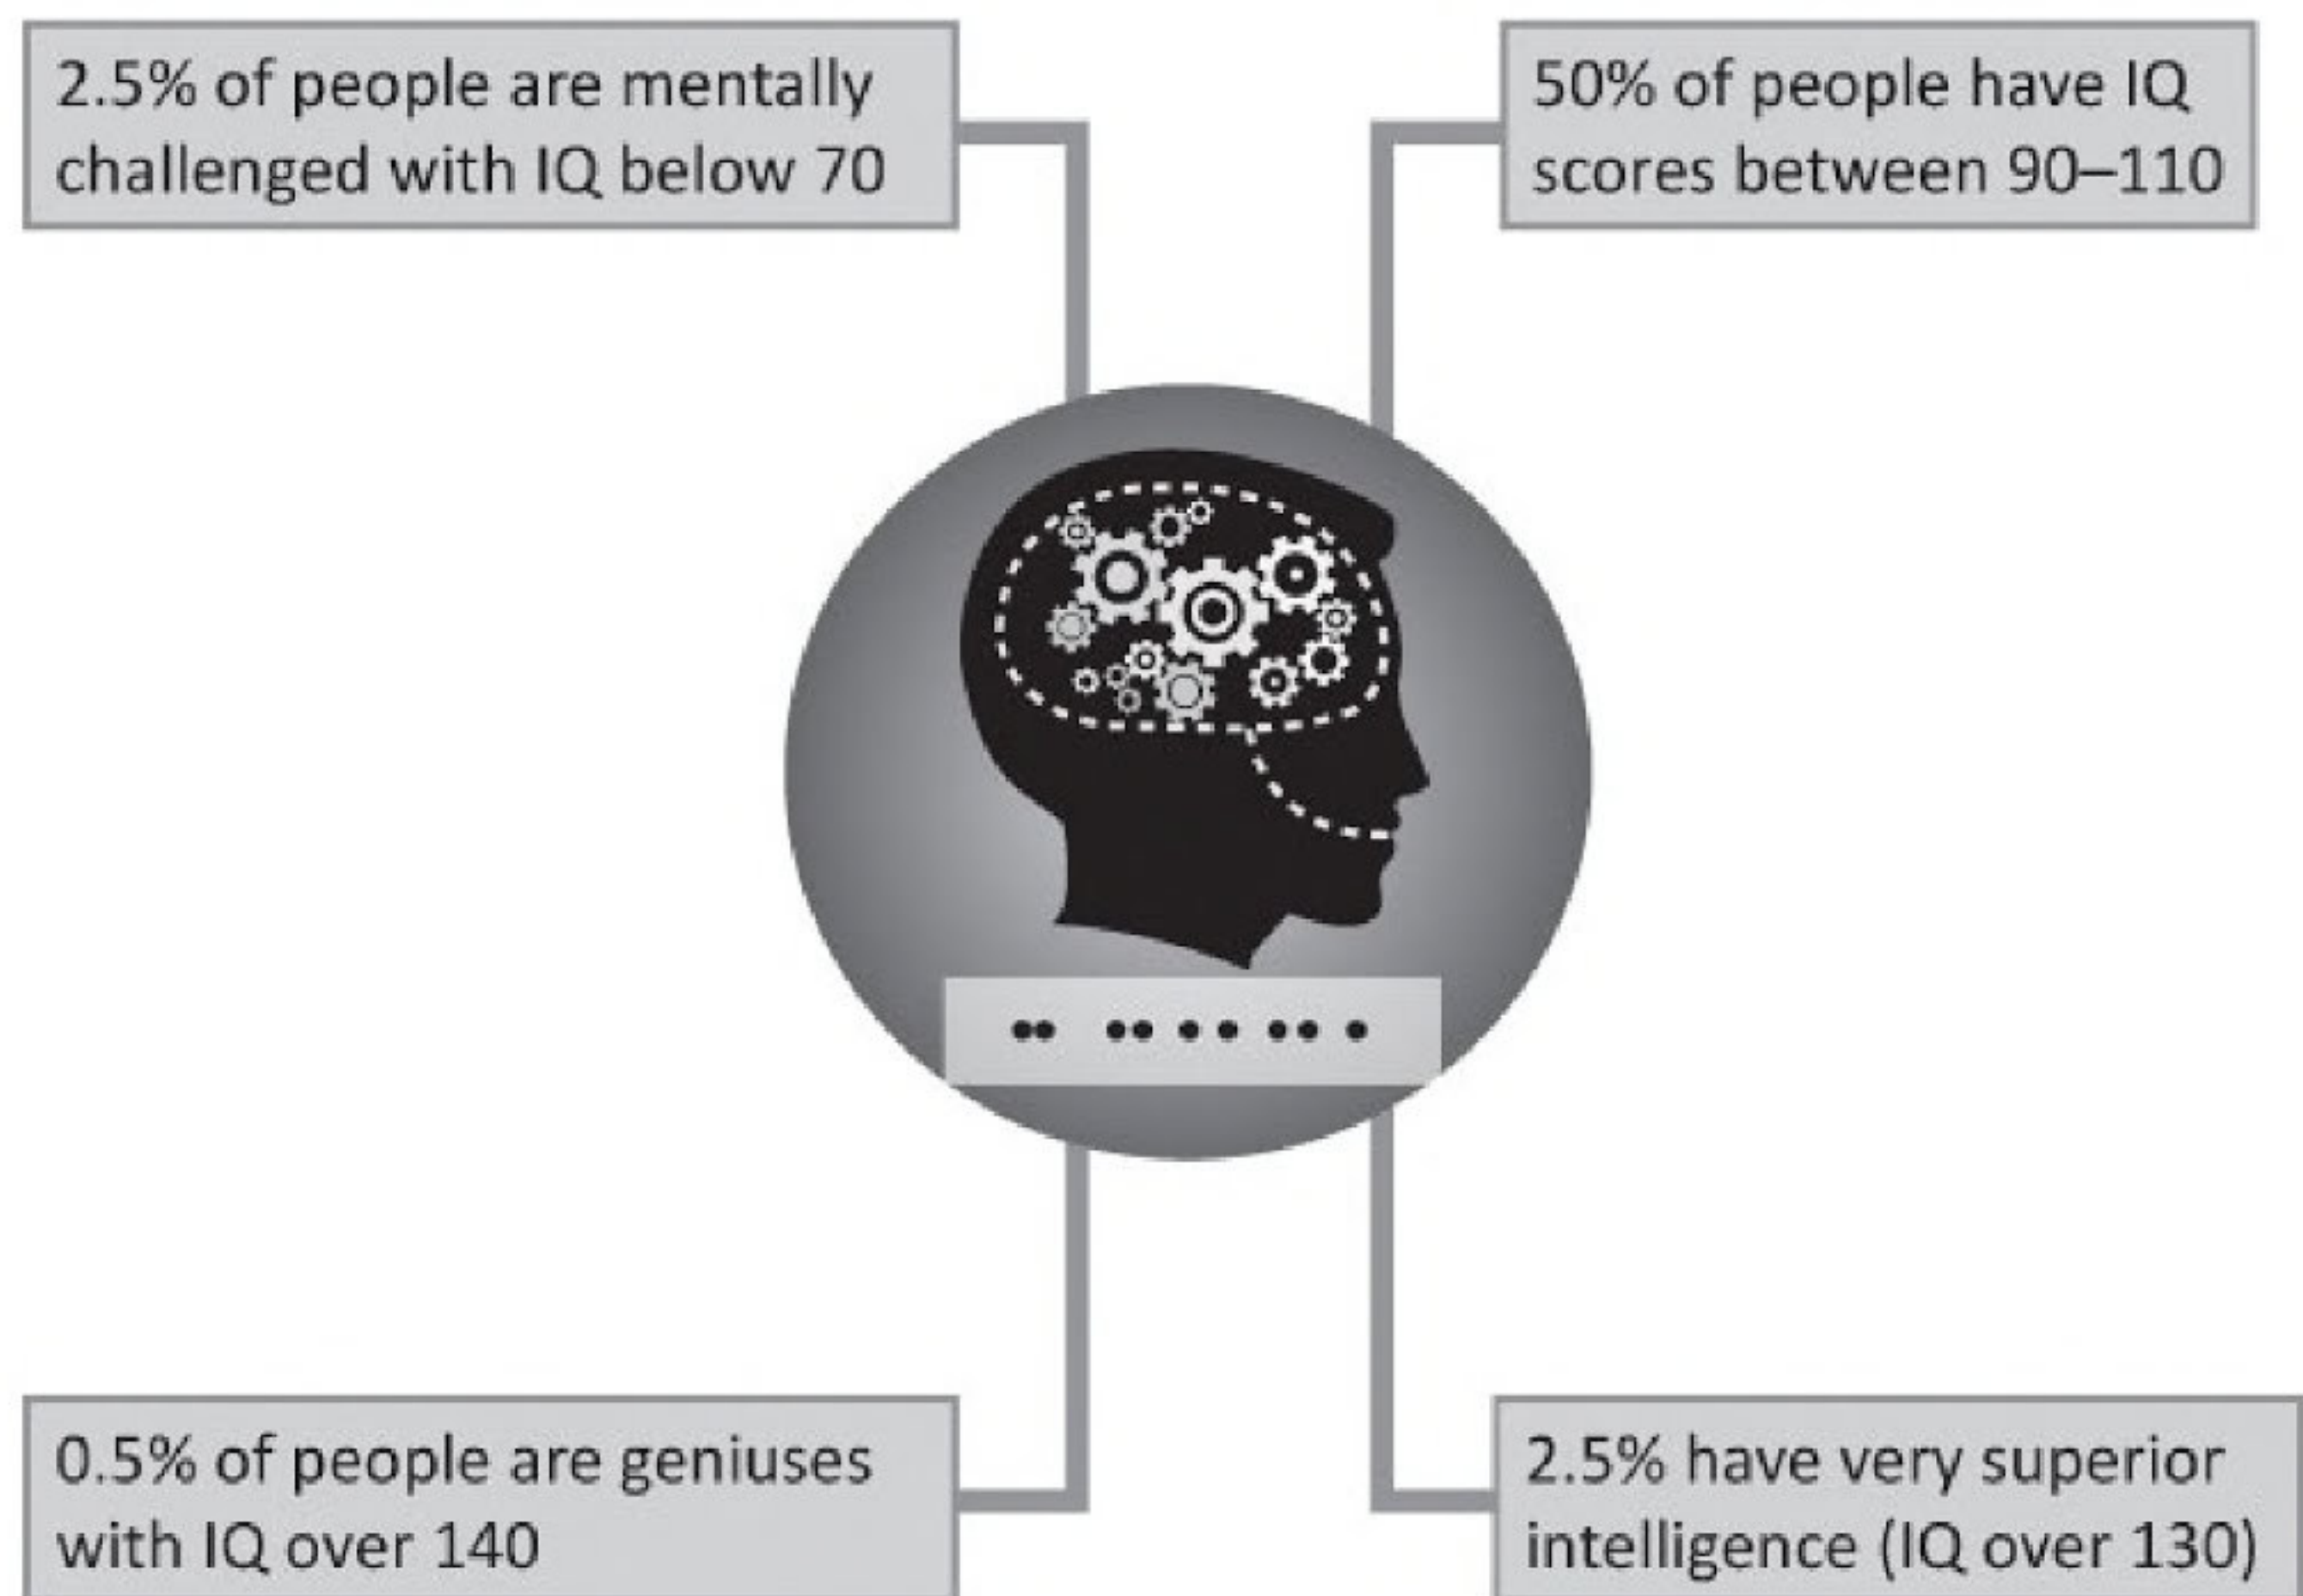 2.5% of people are mentally
challenged with IQ below 70
50% of people have IQ
scores between 90–110
0.5% of people are geniuses
with IQ over 140
2.5% have very superior
intelligence (IQ over 130)